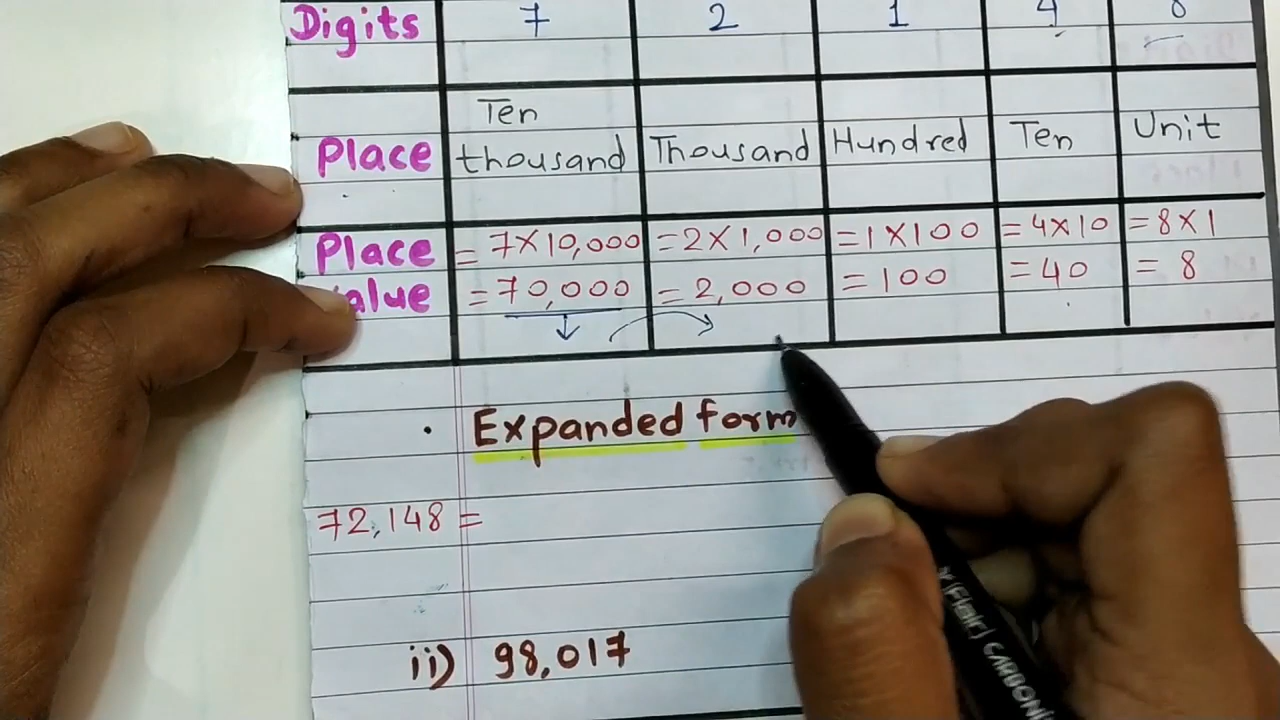 Digits 7 2 1 4 8
Ten
Place thousand Thousand Hundred Ten Unit
Place = 7×10,000 = 2×1,000 = 1×100 = 4×10 = 8×1
value = 70,000 = 2,000 = 100 = 40 = 8
Expanded form
72,148 =
ii) 98,017
(Flair) CARBON